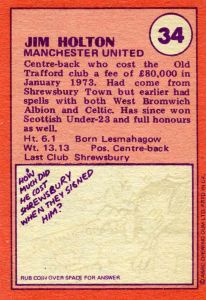 JIM HOLTON
34
MANCHESTER UNITED
Centre-back who cost the Old
Trafford club a fee of £80,000 in
January 1973. Had come from
Shrewsbury Town but earlier had
spells with both West Bromwich
Albion and Celtic. Has since won
Scottish Under-23 and full honours
as well.
Ht. 6.1 Born Lesmahagow
Wt. 13.13 Pos. Centre-back
Last Club Shrewsbury
HOW
MUCH DID
HE COST
SHREWSBURY
WHEN THEY SIGNED
HIM?
RUB COIN OVER SPACE FOR ANSWER.